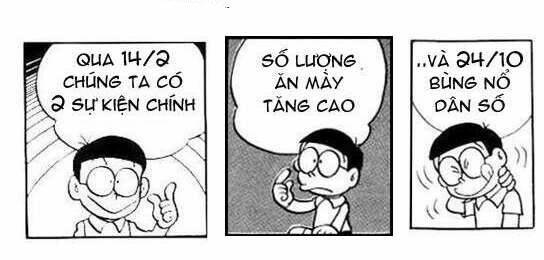 QUA 14/2
CHÚNG TA CÓ
2 SỰ KIỆN CHÍNH
SỐ LƯƠNG
ĂN MÀY
TĂNG CAO
..VÀ 24/10
BÙNG NỔ
DÂN SỐ